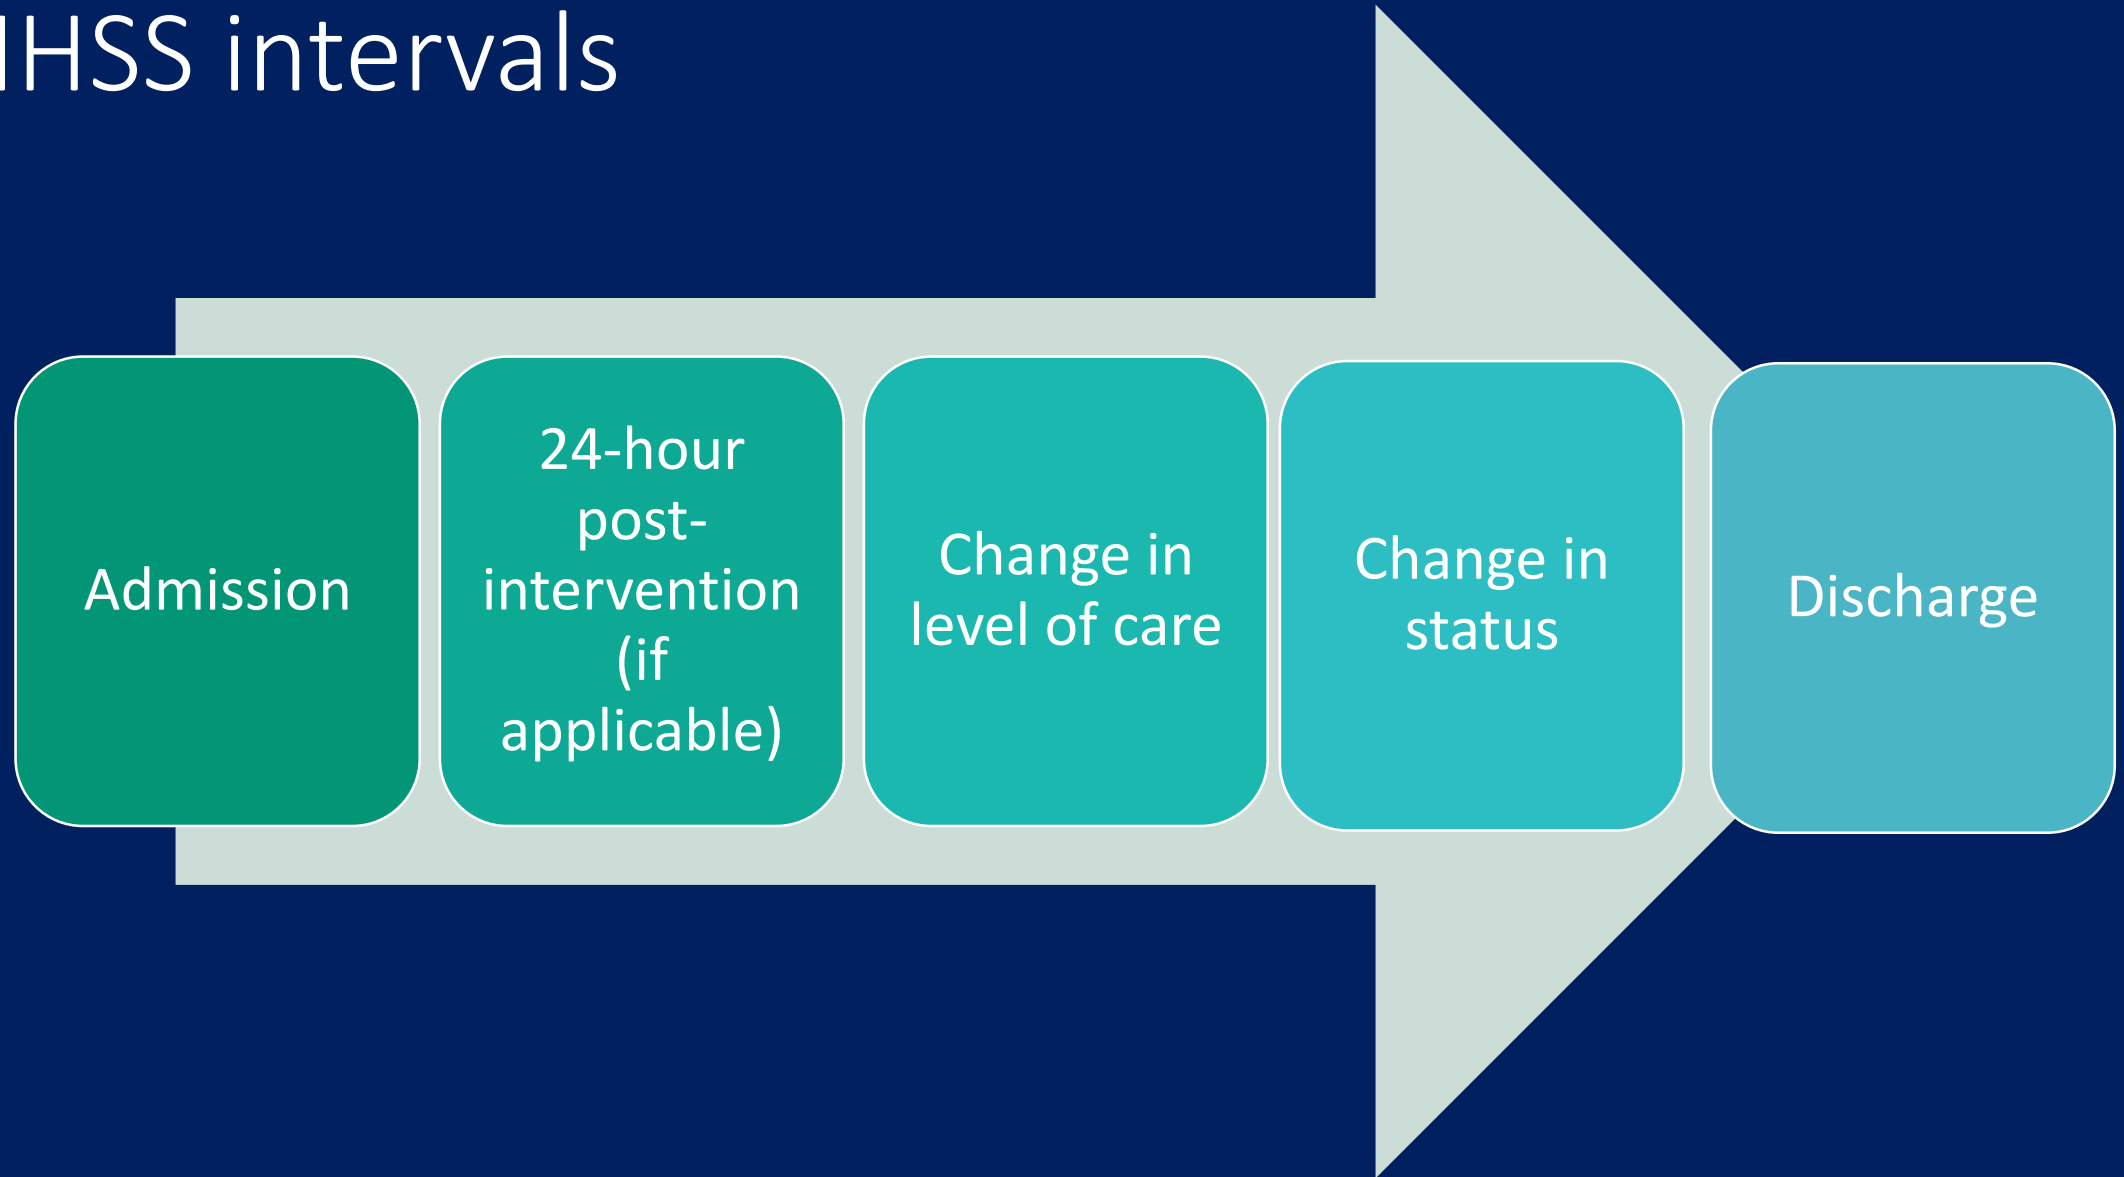 IHSS intervals
Admission
24-hour
post-
intervention
(if
applicable)
Change in
level of care
Change in
status
Discharge